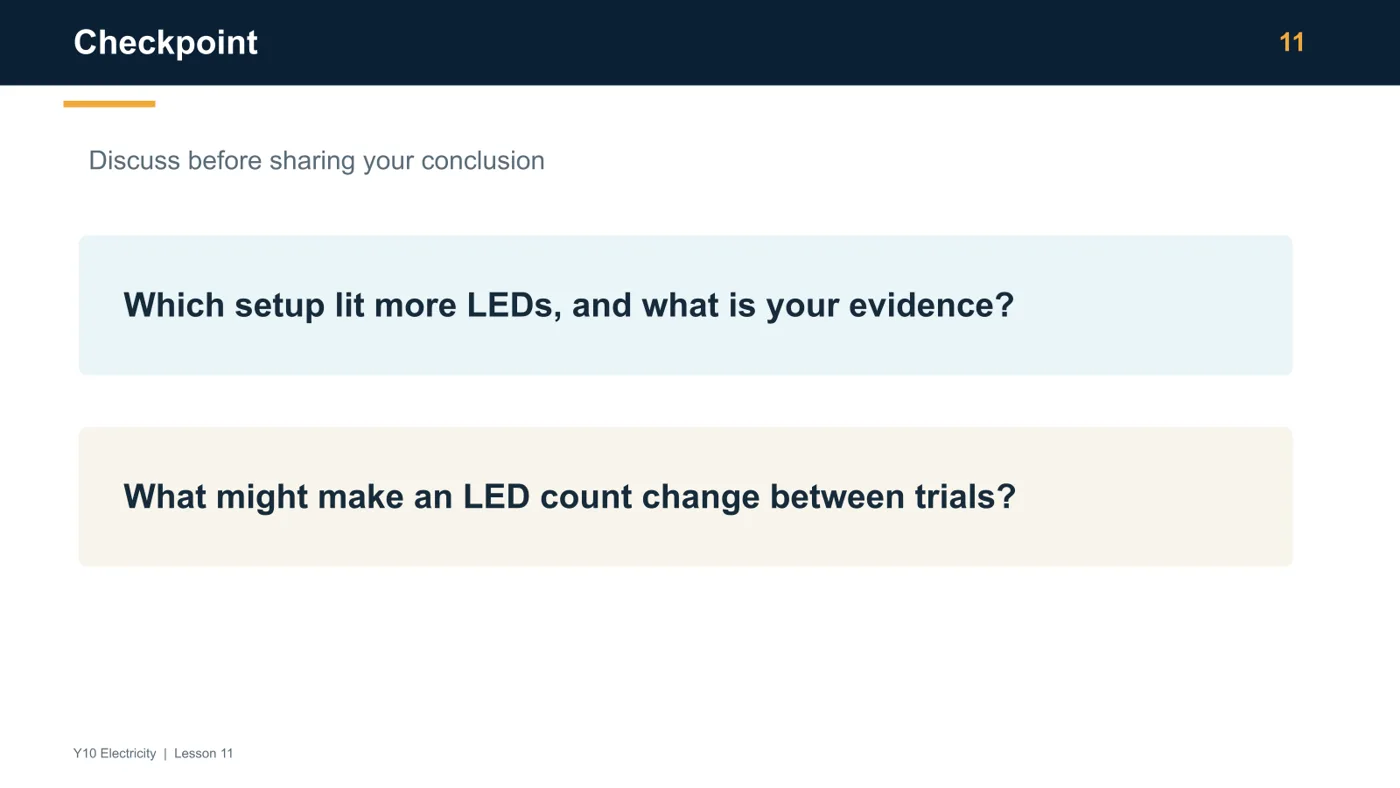 Checkpoint
11
Discuss before sharing your conclusion
Which setup lit more LEDs, and what is your evidence?
What might make an LED count change between trials?
Y10 Electricity | Lesson 11